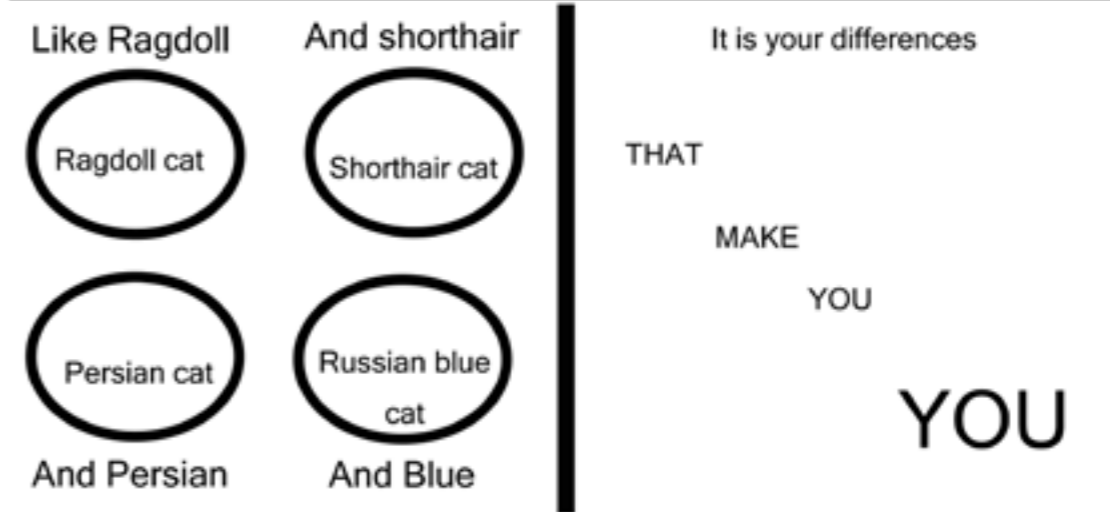 Like Ragdoll
And shorthair
Ragdoll cat
Shorthair cat
Persian cat
Russian blue
cat
And Persian
And Blue
It is your differences
THAT
MAKE
YOU
YOU